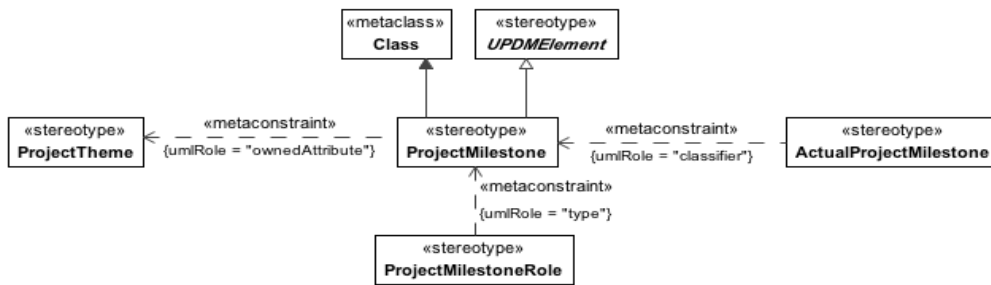 «metaclass»
Class
«stereotype»
UPDMElement
«stereotype»
ProjectTheme
«metaconstraint»
{umlRole = "ownedAttribute"}
«stereotype»
ProjectMilestone
«metaconstraint»
{umlRole = "classifier"}
«stereotype»
ActualProjectMilestone
«metaconstraint»
{umlRole = "type"}
«stereotype»
ProjectMilestoneRole